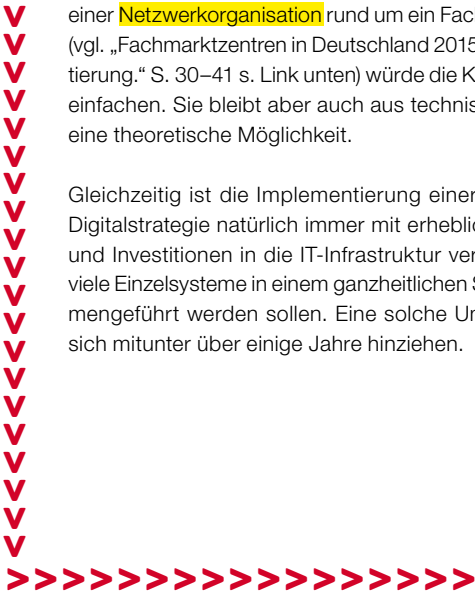 einer Netzwerkorganisation rund um ein Fac
(vgl. „Fachmarktzentren in Deutschland 2015
tierung.“ S. 30–41 s. Link unten) würde die K
einfachen. Sie bleibt aber auch aus technis
eine theoretische Möglichkeit.
Gleichzeitig ist die Implementierung einer
Digitalstrategie natürlich immer mit erheblic
und Investitionen in die IT-Infrastruktur ver
viele Einzelsysteme in einem ganzheitlichen S
mengeführt werden sollen. Eine solche Um
sich mitunter über einige Jahre hinziehen.